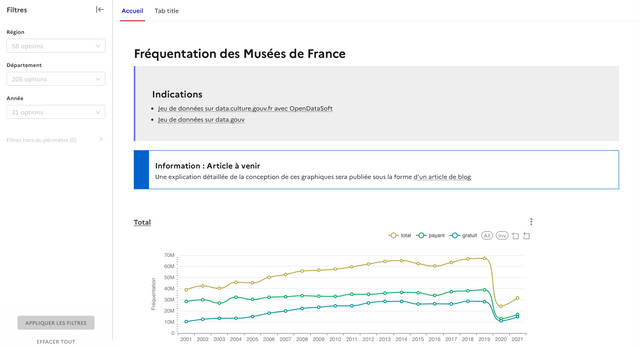 Filtres
Accueil
Tab title
Région
58 options
Département
205 options
Année
21 options
Filtres hors du périmètre (0)
APPLIQUER LES FILTRES
EFFACER TOUT
Fréquentation des Musées de France
Indications
Jeu de données sur data.culture.gouv.fr avec OpenDataSoft
Jeu de données sur data.gouv
Information : Article à venir
Une explication détaillée de la conception de ces graphiques sera publiée sous la forme d'un article de blog
Total
total payant gratuit All Inv
Fréquentation
70M
60M
50M
40M
30M
20M
10M
0
2001 2002 2003 2004 2005 2006 2007 2008 2009 2010 2011 2012 2013 2014 2015 2016 2017 2018 2019 2020 2021